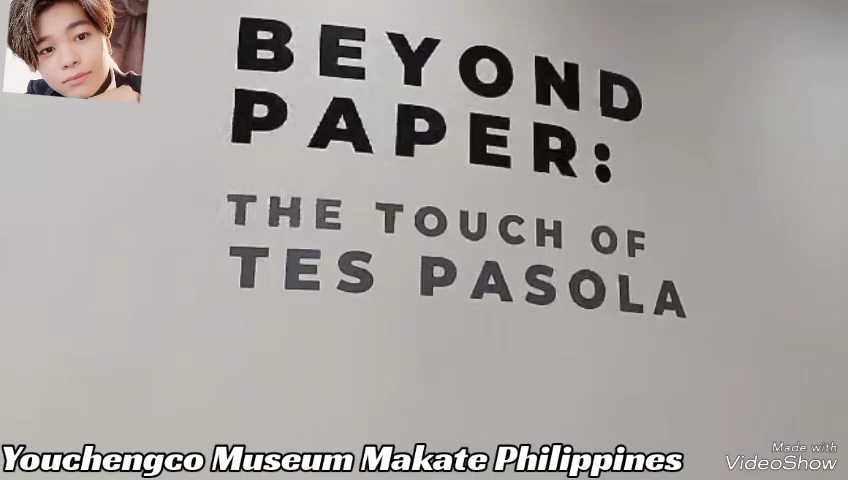 BEYOND
PAPER:
THE TOUCH OF
TES PASOLA
Youchengco Museum Makate Philippines
Made with
VideoShow